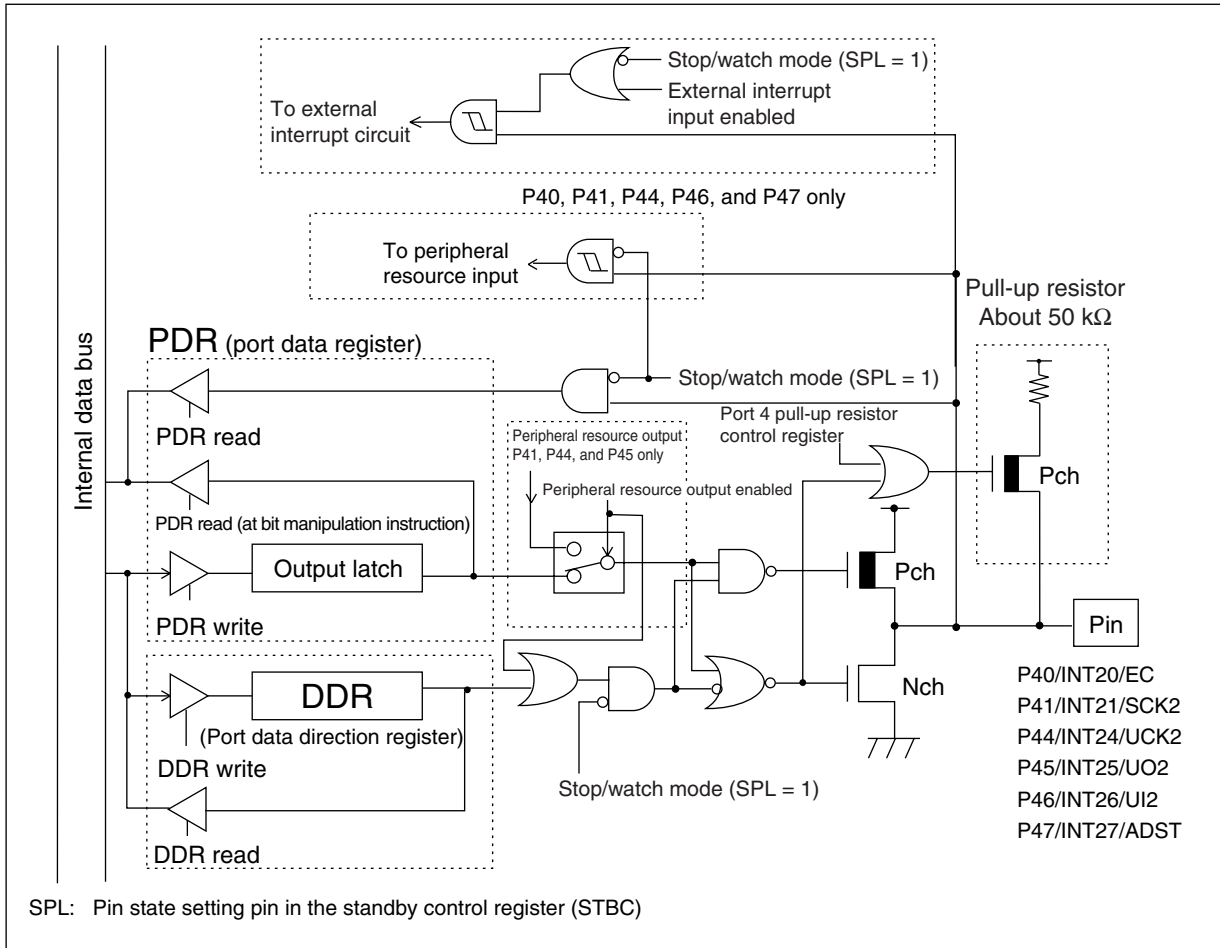 Stop/watch mode (SPL = 1)
External interrupt
input enabled
To external
interrupt circuit
P40, P41, P44, P46, and P47 only
To peripheral
resource input
Pull-up resistor
About 50 kΩ
Internal data bus
PDR (port data register)
Stop/watch mode (SPL = 1)
PDR read
Port 4 pull-up resistor
control register
Peripheral resource output
P41, P44, and P45 only
Pch
Peripheral resource output enabled
PDR read (at bit manipulation instruction)
Output latch
Pch
PDR write
Pin
DDR
Nch
(Port data direction register)
DDR write
Stop/watch mode (SPL = 1)
DDR read
P40/INT20/EC
P41/INT21/SCK2
P44/INT24/UCK2
P45/INT25/UO2
P46/INT26/UI2
P47/INT27/ADST
SPL: Pin state setting pin in the standby control register (STBC)